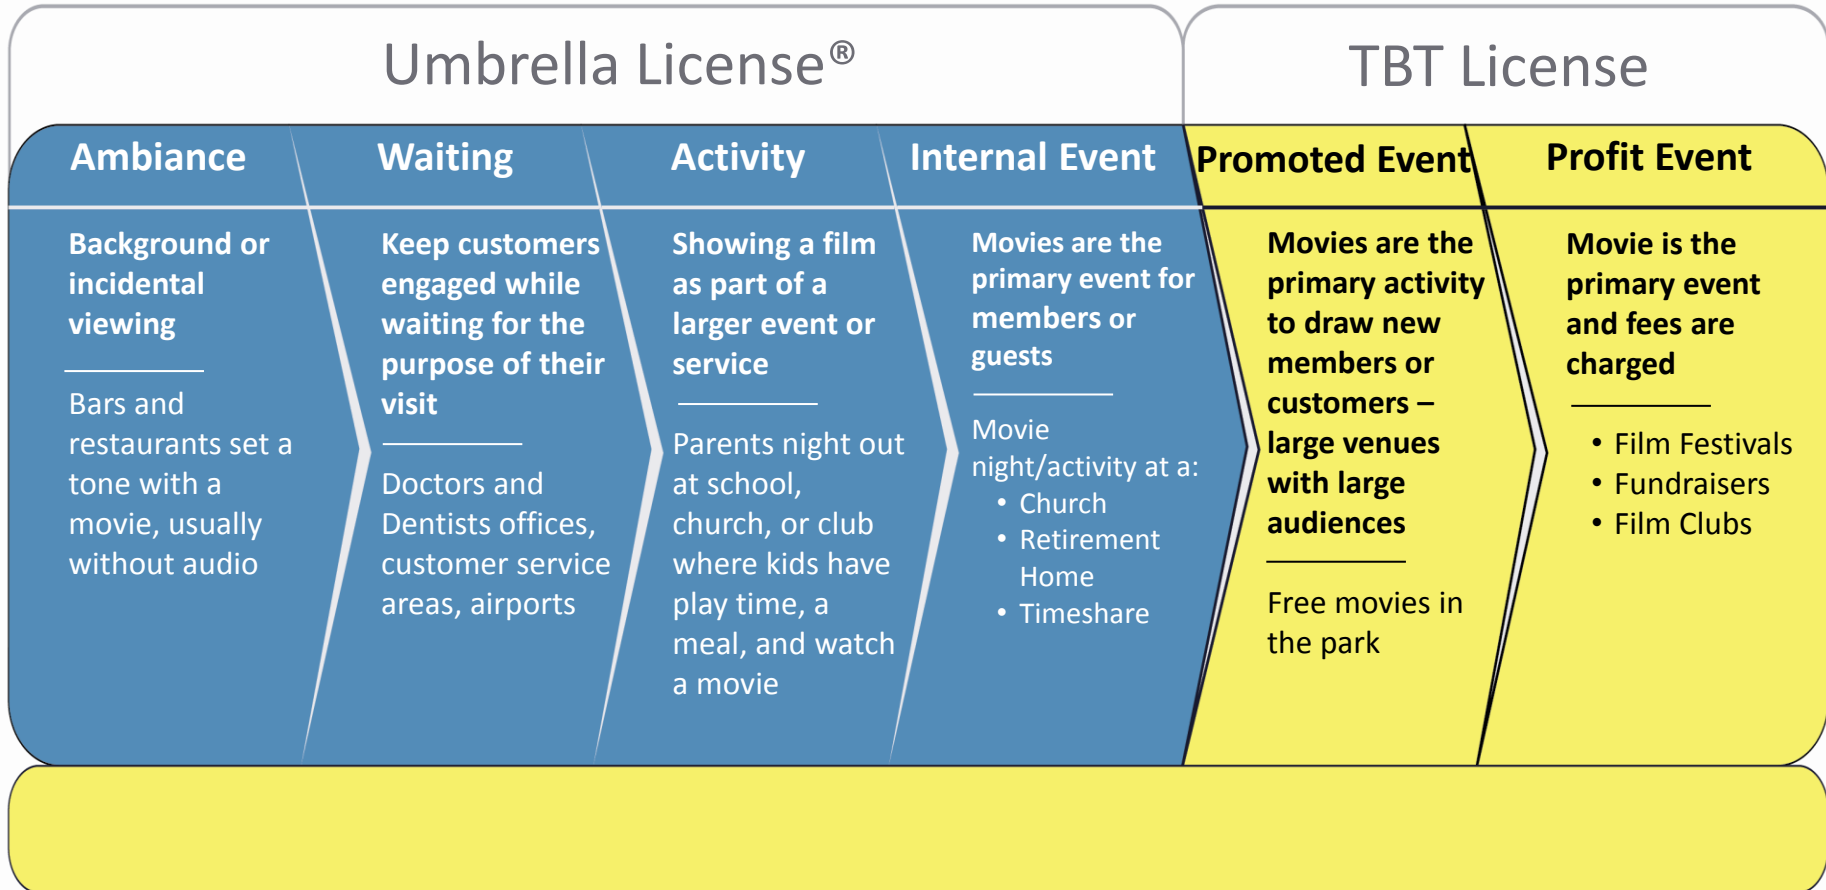 Umbrella License®
TBT License
Ambiance
Background or
incidental
viewing
Bars and
restaurants set a
tone with a
movie, usually
without audio
Waiting
Keep customers
engaged while
waiting for the
purpose of their
visit
Doctors and
Dentists offices,
customer service
areas, airports
Activity
Showing a film
as part of a
larger event or
service
Parents night out
at school,
church, or club
where kids have
play time, a
meal, and watch
a movie
Internal Event
Movies are the
primary event for
members or
guests
Movie
night/activity at a:
• Church
• Retirement
Home
• Timeshare
Promoted Event
Movies are the
primary activity
to draw new
members or
customers –
large venues
with large
audiences
Free movies in
the park
Profit Event
Movie is the
primary event
and fees are
charged
• Film Festivals
• Fundraisers
• Film Clubs